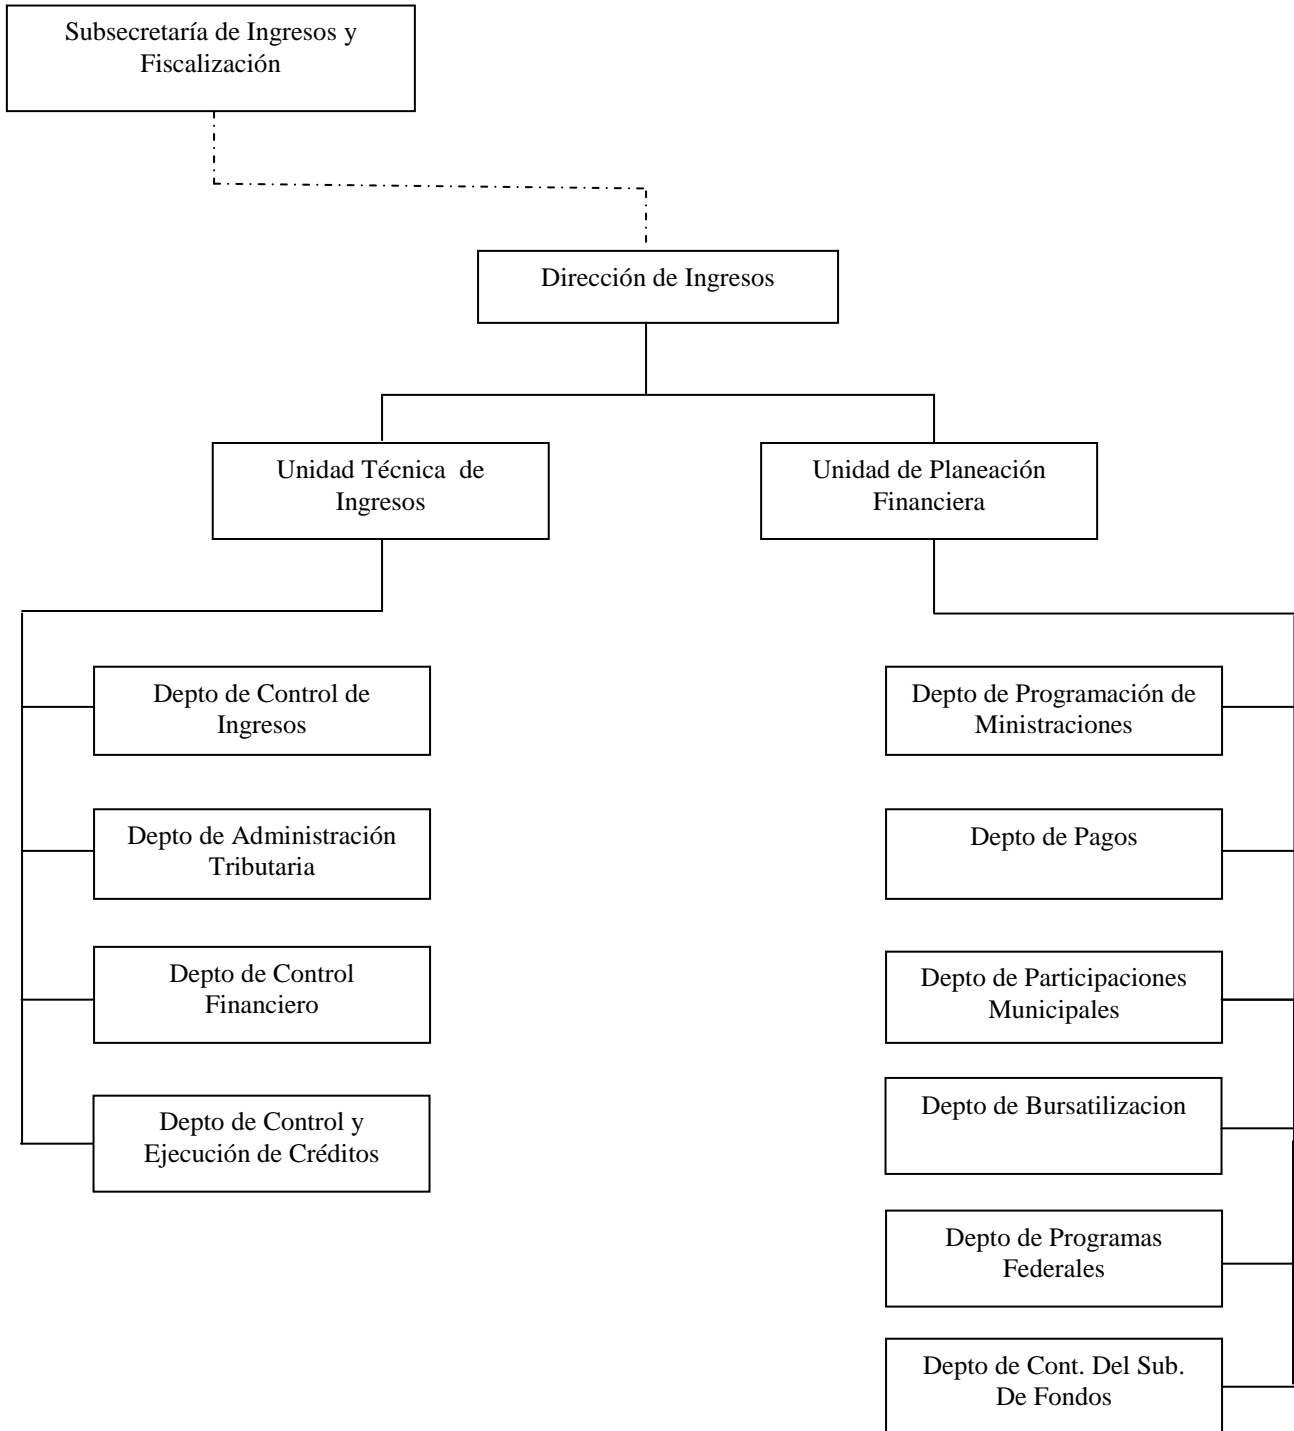 Subsecretaría de Ingresos y
Fiscalización
Dirección de Ingresos
Unidad Técnica de
Ingresos
Unidad de Planeación
Financiera
Depto de Control de
Ingresos
Depto de Administración
Tributaria
Depto de Control
Financiero
Depto de Control y
Ejecución de Créditos
Depto de Programación de
Ministraciones
Depto de Pagos
Depto de Participaciones
Municipales
Depto de Bursatilizacion
Depto de Programas
Federales
Depto de Cont. Del Sub.
De Fondos